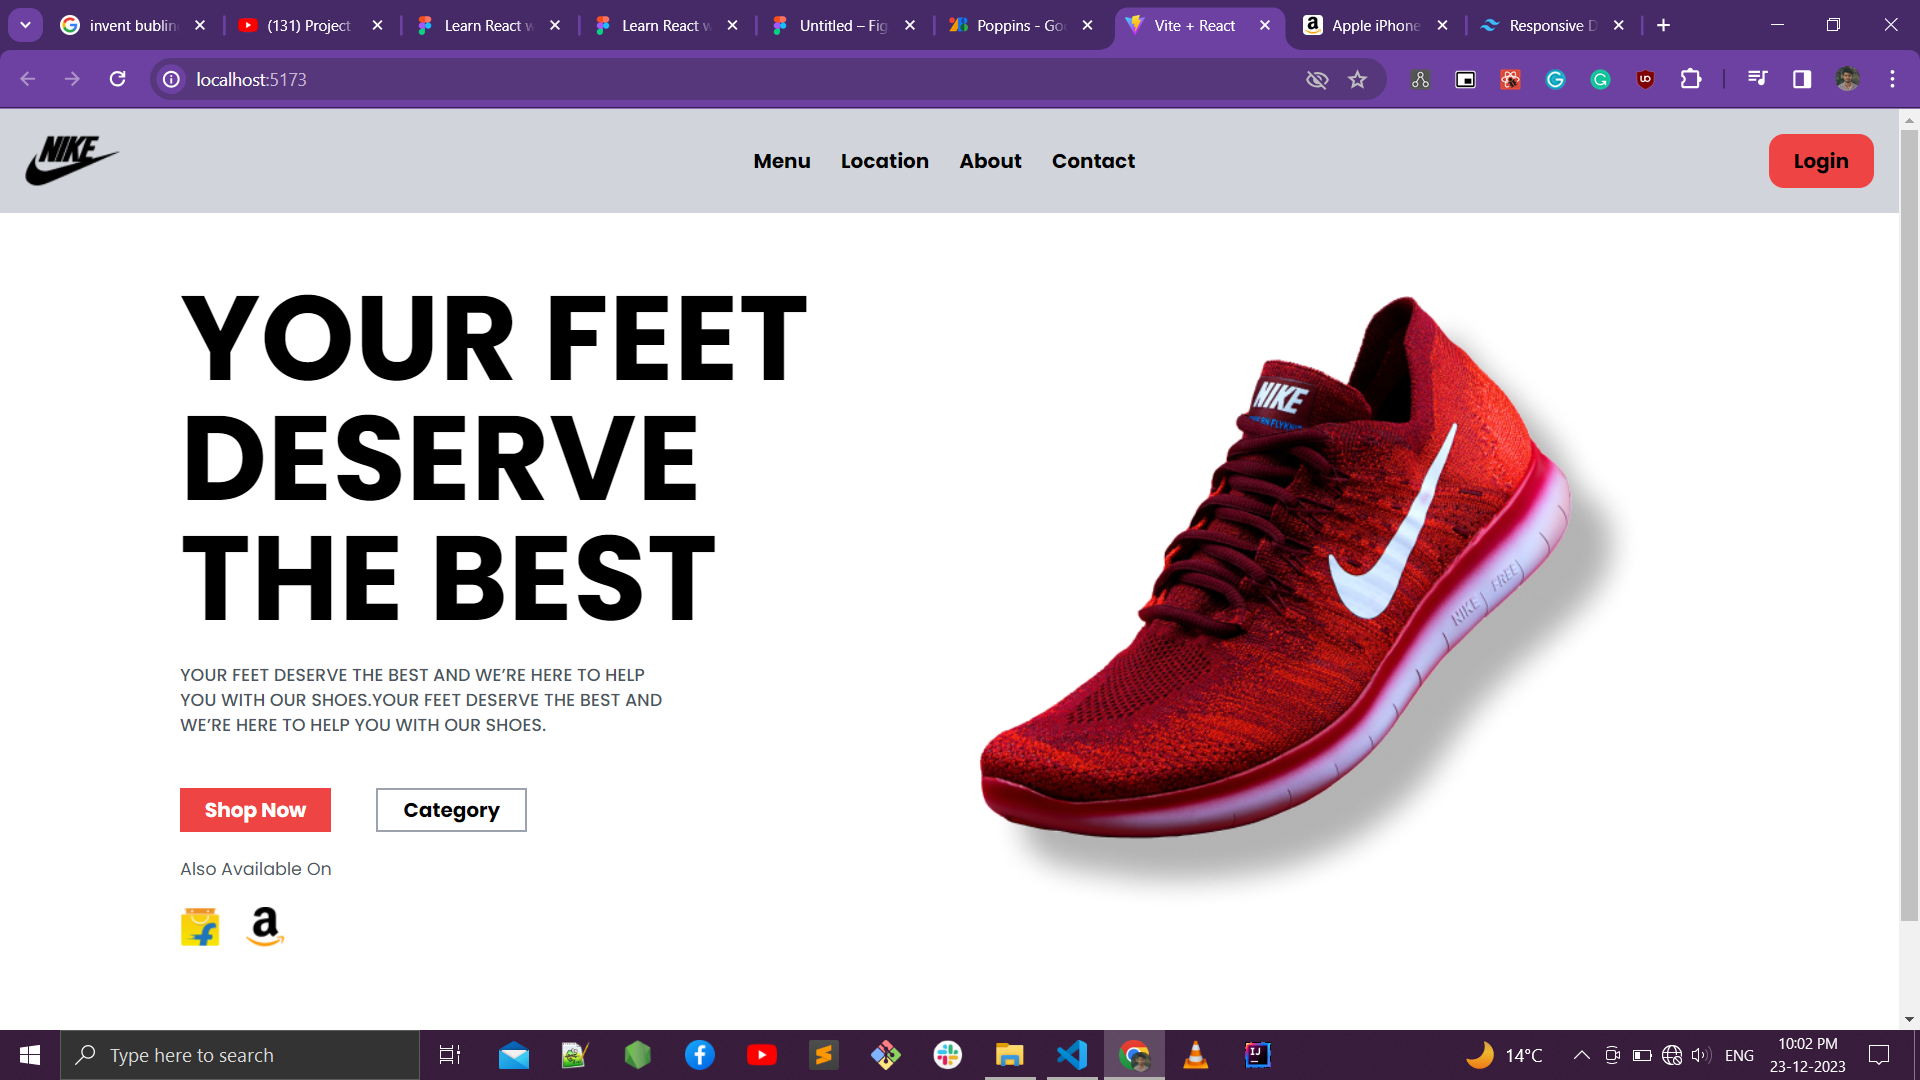 invent bublin
(131) Project
Learn React w
Learn React w
Untitled – Fig
Poppins - Goo
Vite + React
Apple iPhone
Responsive D
localhost:5173
NIKE
Menu
Location
About
Contact
Login
YOUR FEET
DESERVE
THE BEST
NIKE
NIKE FREE
YOUR FEET DESERVE THE BEST AND WE’RE HERE TO HELP
YOU WITH OUR SHOES.YOUR FEET DESERVE THE BEST AND
WE’RE HERE TO HELP YOU WITH OUR SHOES.
Shop Now
Category
Also Available On
Type here to search
14°C
ENG
10:02 PM
23-12-2023